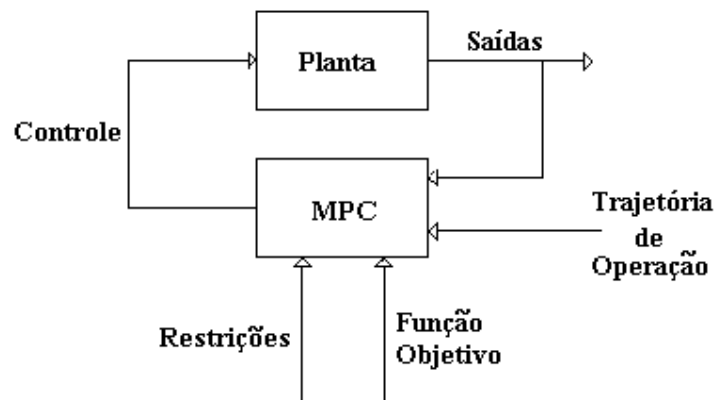 Saídas
Planta
Controle
MPC
Trajetória
de
Operação
Restrições
Função
Objetivo